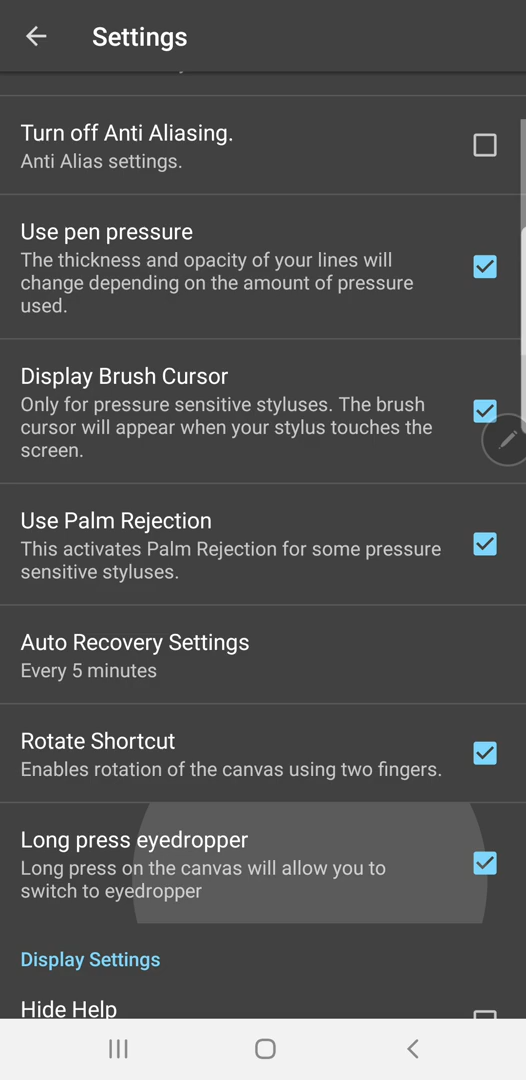 Settings
Turn off Anti Aliasing.
Anti Alias settings.
Use pen pressure
The thickness and opacity of your lines will
change depending on the amount of pressure
used.
Display Brush Cursor
Only for pressure sensitive styluses. The brush
cursor will appear when your stylus touches the
screen.
Use Palm Rejection
This activates Palm Rejection for some pressure
sensitive styluses.
Auto Recovery Settings
Every 5 minutes
Rotate Shortcut
Enables rotation of the canvas using two fingers.
Long press eyedropper
Long press on the canvas will allow you to
switch to eyedropper
Display Settings
Hide Help